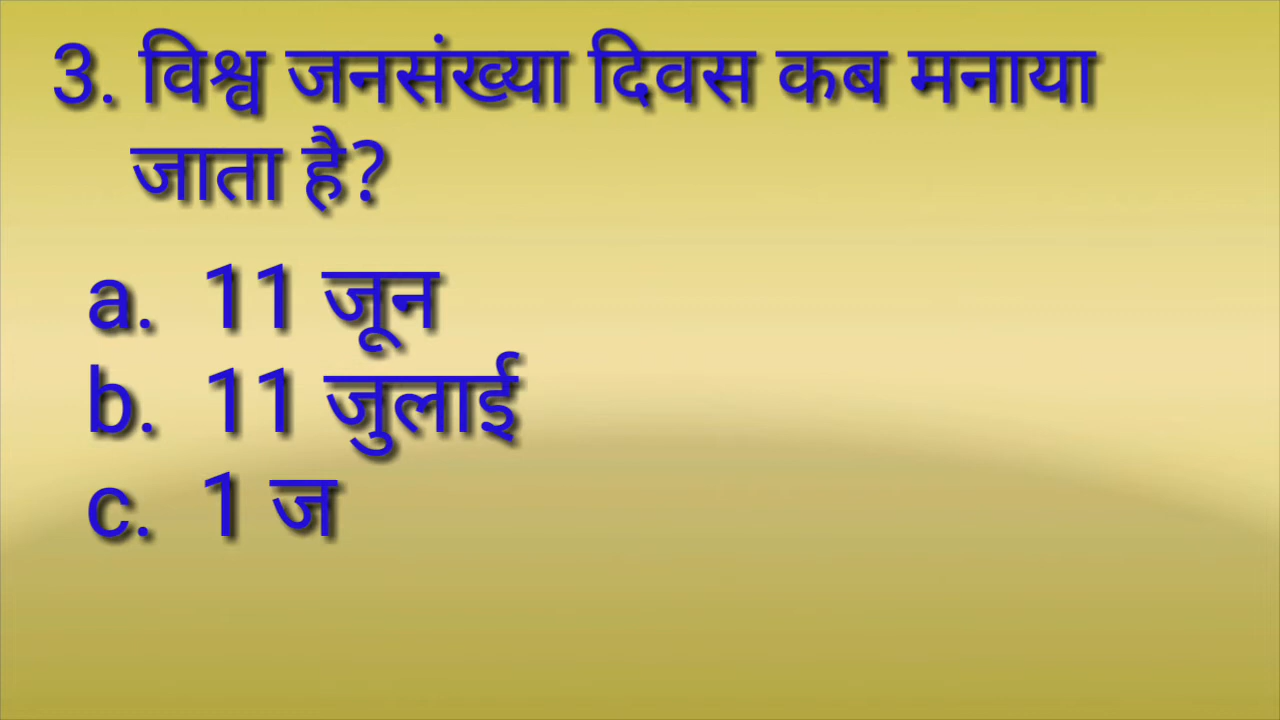 3. विश्व जनसंख्या दिवस कब मनाया
जाता है?
a. 11 जून
b. 11 जुलाई
c. 1 ज